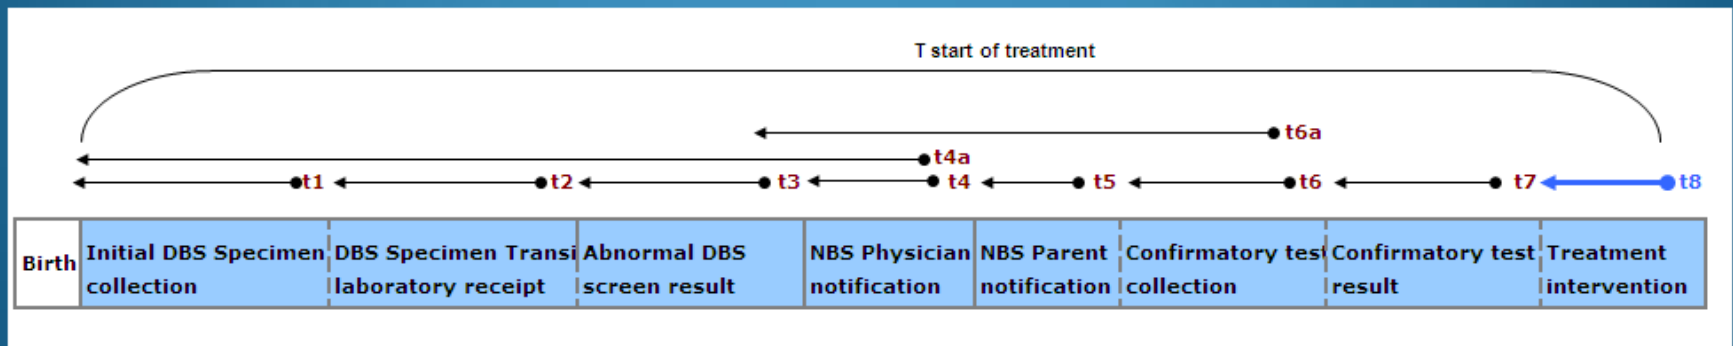 T start of treatment
t6a
t4a
t1 t2 t3 t4 t5 t6 t7 t8
Birth
Initial DBS Specimen
collection
DBS Specimen Transi
laboratory receipt
Abnormal DBS
screen result
NBS Physician
notification
NBS Parent
notification
Confirmatory test
collection
Confirmatory test
result
Treatment
intervention